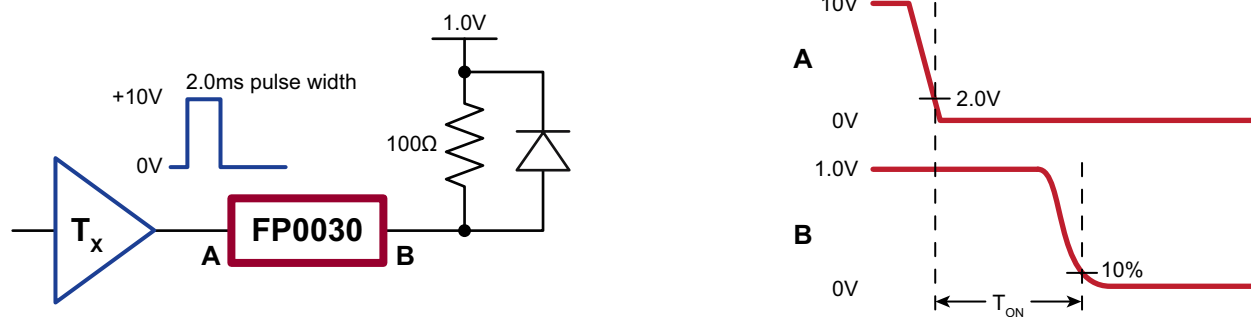 1.0V
2.0ms pulse width
+10V
0V
100Ω
Tx
A
FP0030
B
10V
A
2.0V
0V
1.0V
B
10%
0V
TON